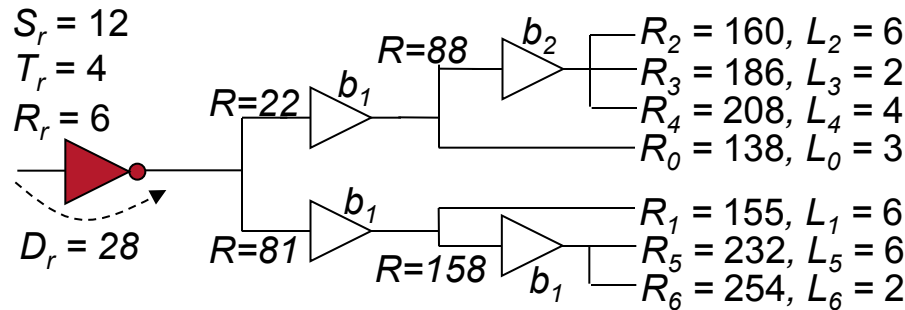 S_r = 12
T_r = 4
R_r = 6
D_r = 28
R=22
b_1
R=88
b_2
R_2 = 160, L_2 = 6
R_3 = 186, L_3 = 2
R_4 = 208, L_4 = 4
R_0 = 138, L_0 = 3
R=81
b_1
R=158
b_1
R_1 = 155, L_1 = 6
R_5 = 232, L_5 = 6
R_6 = 254, L_6 = 2